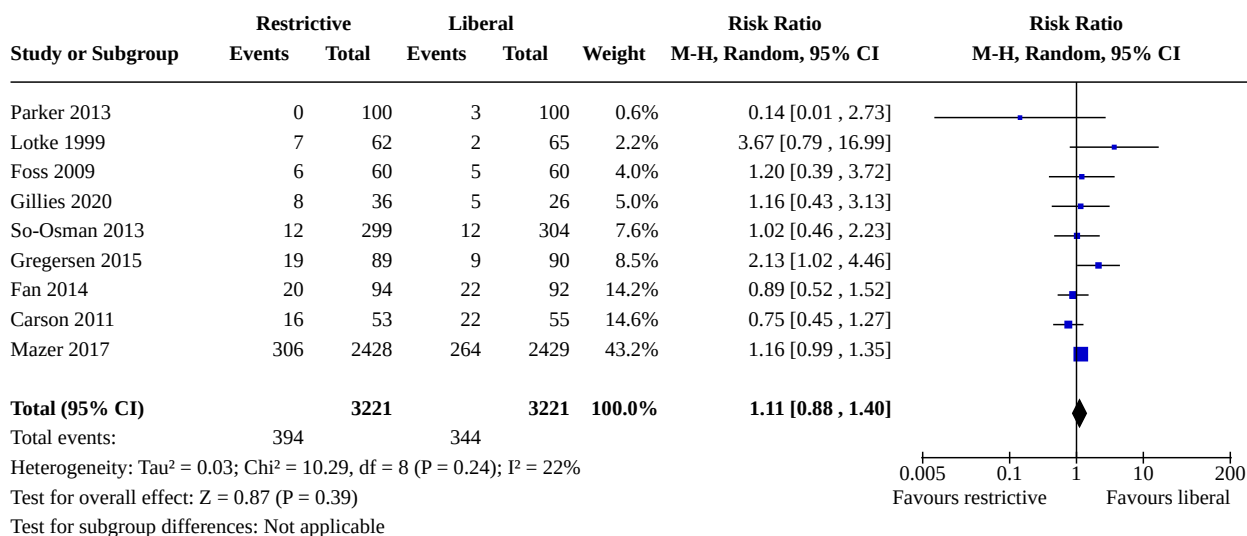 Restrictive Liberal Risk Ratio Risk Ratio
Study or Subgroup Events Total Events Total Weight M-H, Random, 95% CI M-H, Random, 95% CI
Parker 2013 0 100 3 100 0.6% 0.14 [0.01 , 2.73]
Lotke 1999 7 62 2 65 2.2% 3.67 [0.79 , 16.99]
Foss 2009 6 60 5 60 4.0% 1.20 [0.39 , 3.72]
Gillies 2020 8 36 5 26 5.0% 1.16 [0.43 , 3.13]
So-Osman 2013 12 299 12 304 7.6% 1.02 [0.46 , 2.23]
Gregersen 2015 19 89 9 90 8.5% 2.13 [1.02 , 4.46]
Fan 2014 20 94 22 92 14.2% 0.89 [0.52 , 1.52]
Carson 2011 16 53 22 55 14.6% 0.75 [0.45 , 1.27]
Mazer 2017 306 2428 264 2429 43.2% 1.16 [0.99 , 1.35]
Total (95% CI) 3221 3221 100.0% 1.11 [0.88 , 1.40]
Total events: 394 344
Heterogeneity: Tau² = 0.03; Chi² = 10.29, df = 8 (P = 0.24); I² = 22%
0.005 0.1 1 10 200
Test for overall effect: Z = 0.87 (P = 0.39)
Favours restrictive Favours liberal
Test for subgroup differences: Not applicable